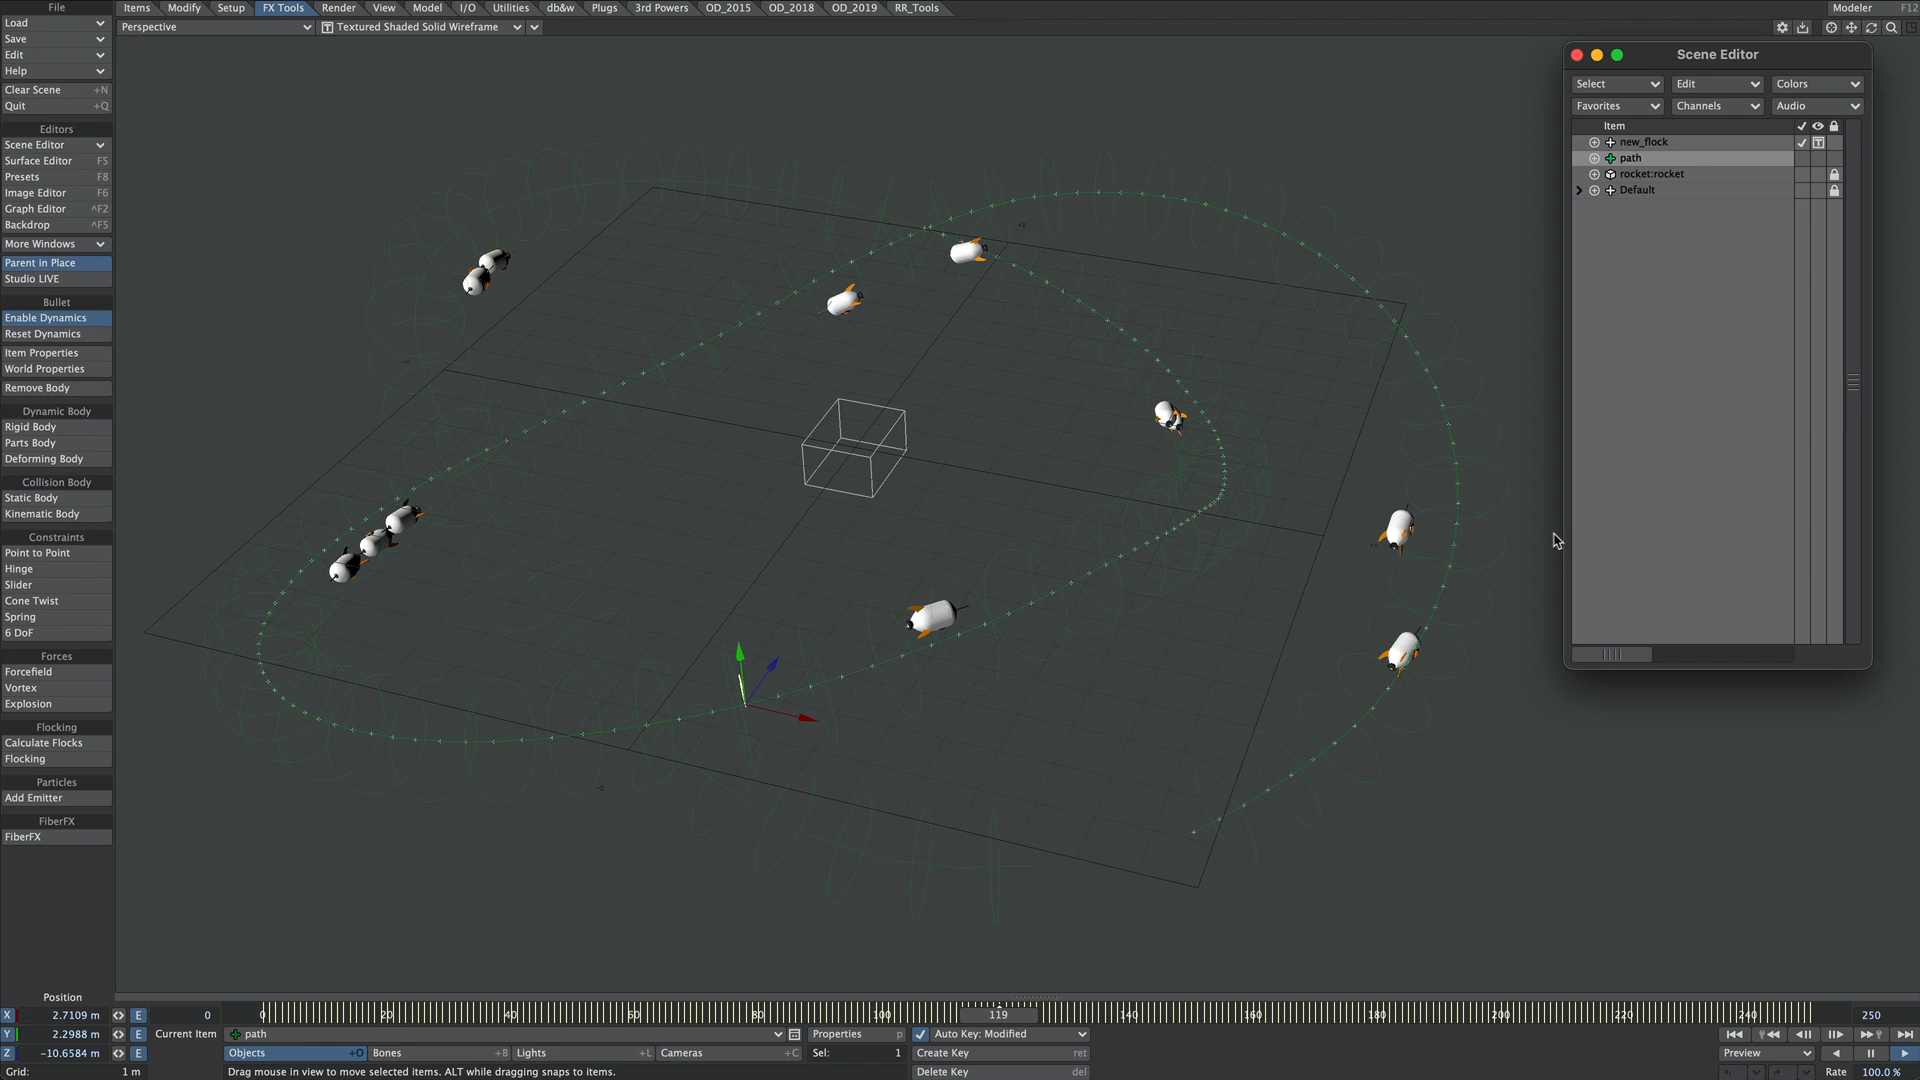 File Items Modify Setup FX Tools Render View Model I/O Utilities db&w Plugs 3rd Powers OD_2015 OD_2018 OD_2019 RR_Tools Modeler F12
Load
Save
Edit
Help
Clear Scene +N
Quit +Q
Editors
Scene Editor
Surface Editor F5
Presets F8
Image Editor F6
Graph Editor ^F2
Backdrop ^F5
More Windows
Parent in Place
Studio LIVE
Bullet
Enable Dynamics
Reset Dynamics
Item Properties
World Properties
Remove Body
Dynamic Body
Rigid Body
Parts Body
Deforming Body
Collision Body
Static Body
Kinematic Body
Constraints
Point to Point
Hinge
Slider
Cone Twist
Spring
6 DoF
Forces
Forcefield
Vortex
Explosion
Flocking
Calculate Flocks
Flocking
Particles
Add Emitter
FiberFX
FiberFX
Perspective T Textured Shaded Solid Wireframe
Scene Editor
Select Edit Colors
Favorites Channels Audio
Item
new_flock T
path
rocket:rocket
Default
Position
X 2.7109 m E 0 0 20 40 60 80 100 119 140 160 180 200 220 240 250
Y 2.2988 m E Current Item path Properties p Auto Key: Modified
Z -10.6584 m E Objects +O Bones +B Lights +L Cameras +C Sel: 1 Create Key ret Preview
Grid: 1 m Drag mouse in view to move selected items. ALT while dragging snaps to items. Delete Key del Rate 100.0 %